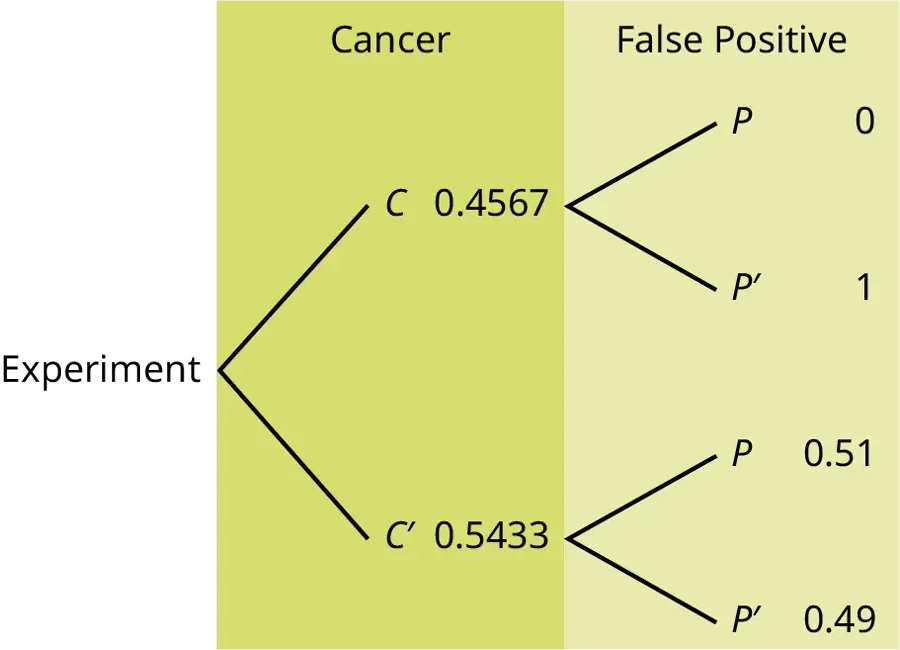 Cancer False Positive
P 0
C 0.4567
P′ 1
Experiment
P 0.51
C′ 0.5433
P′ 0.49